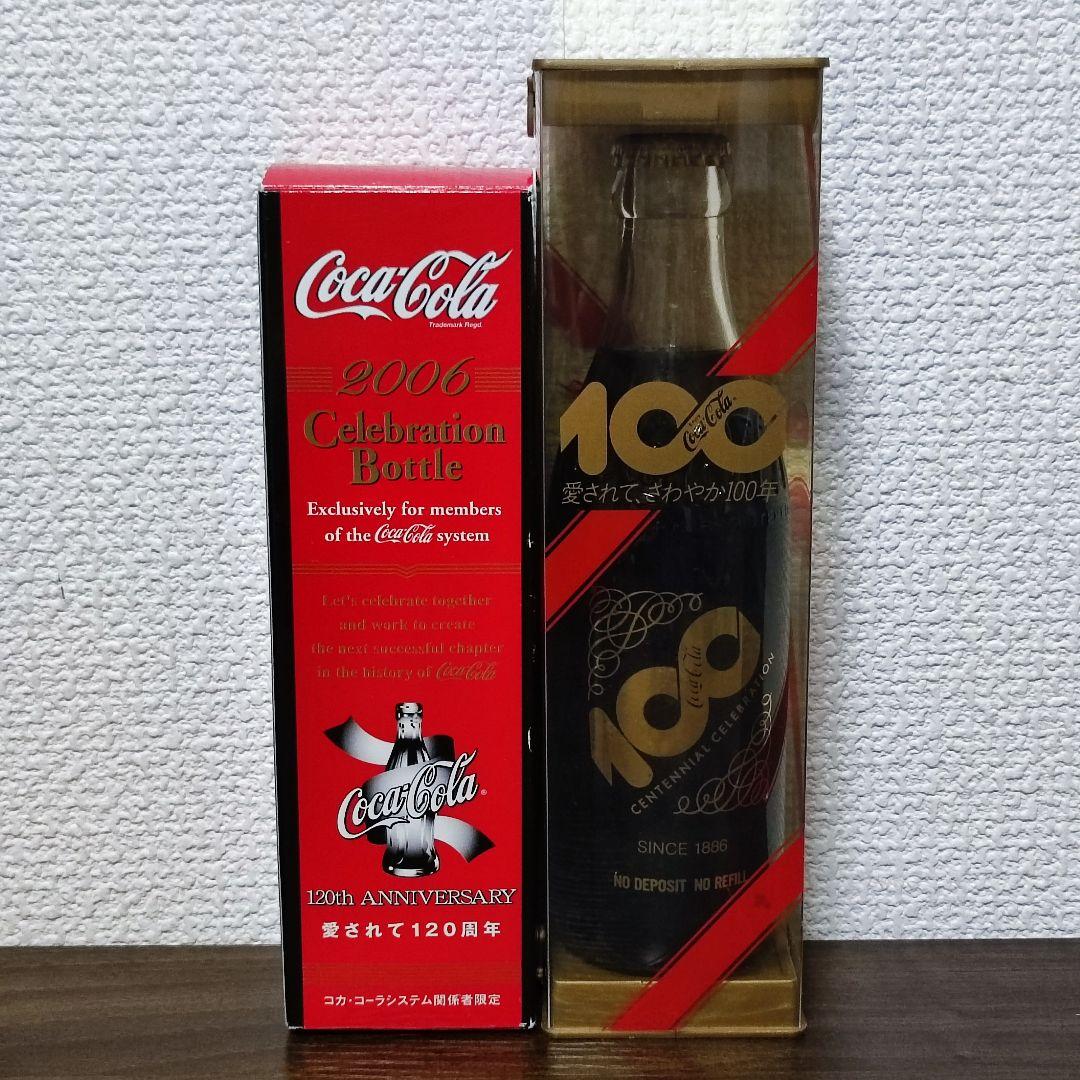 Coca-Cola
Trademark Regd.
2006
Celebration
Bottle
Exclusively for members
of the Coca-Cola system
Let's celebrate together
and work to create
the next successful chapter
in the history of Coca-Cola
Coca-Cola®
120th ANNIVERSARY
愛されて120周年
コカ・コーラシステム関係者限定
100
Coca-Cola
愛されて、さわやか100年
100
Coca-Cola
CENTENNIAL CELEBRATION
SINCE 1886
NO DEPOSIT NO REFILL